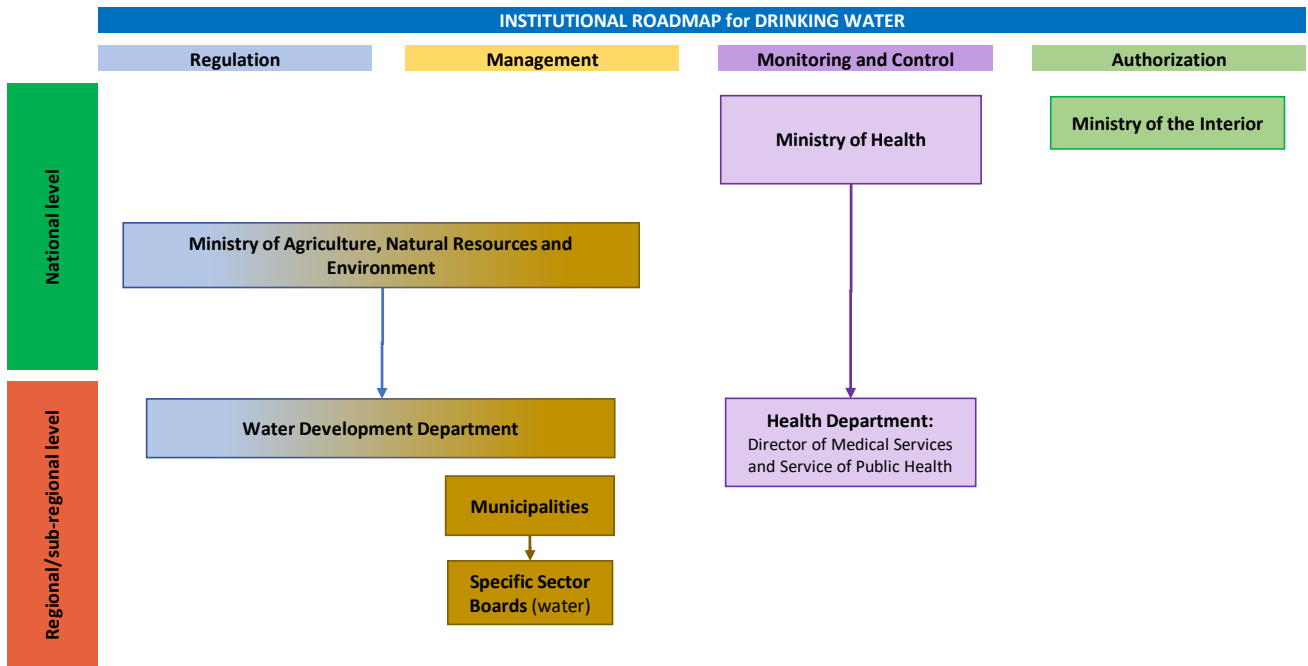 INSTITUTIONAL ROADMAP for DRINKING WATER
Regulation
Management
Monitoring and Control
Authorization
National level
Ministry of Health
Ministry of the Interior
Ministry of Agriculture, Natural Resources and
Environment
Regional/sub-regional level
Water Development Department
Health Department:
Director of Medical Services
and Service of Public Health
Municipalities
Specific Sector
Boards (water)